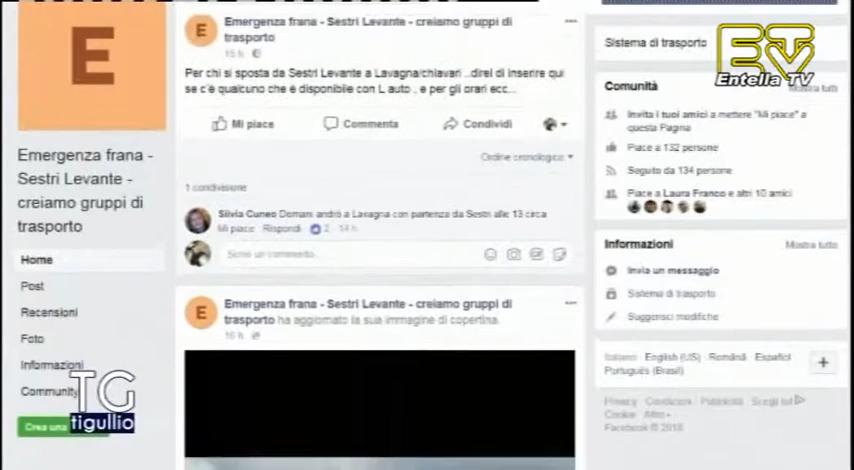 E
Emergenza frana -
Sestri Levante -
creiamo gruppi di
trasporto
Home
Post
Recensioni
Foto
Informazioni
Community
Crea una
TG
tigullio
E
Emergenza frana - Sestri Levante - creiamo gruppi di
trasporto
15 h
Per chi si sposta da Sestri Levante a Lavagna/chiavari ..direi di inserire qui
se c'è qualcuno che è disponibile con L auto , e per gli orari ecc...
Mi piace Commenta Condividi
Ordine cronologico
1 condivisione
Silvia Cuneo Domani andrò a Lavagna con partenza da Sestri alle 13 circa
Mi piace Rispondi 2 14 h
Scrivi un commento...
E
Emergenza frana - Sestri Levante - creiamo gruppi di
trasporto ha aggiornato la sua immagine di copertina.
16 h
Sistema di trasporto
ETV
Entella TV
Comunità Mostra tutti
Invita i tuoi amici a mettere "Mi piace" a
questa Pagina
Piace a 132 persone
Seguito da 134 persone
Piace a Laura Franco e altri 10 amici
Informazioni Mostra tutto
Invia un messaggio
Sistema di trasporto
Suggerisci modifiche
Italiano English (US) Română Español
Português (Brasil)
+
Privacy Condizioni Pubblicità Scegli tu!
Cookie Altro
Facebook © 2018